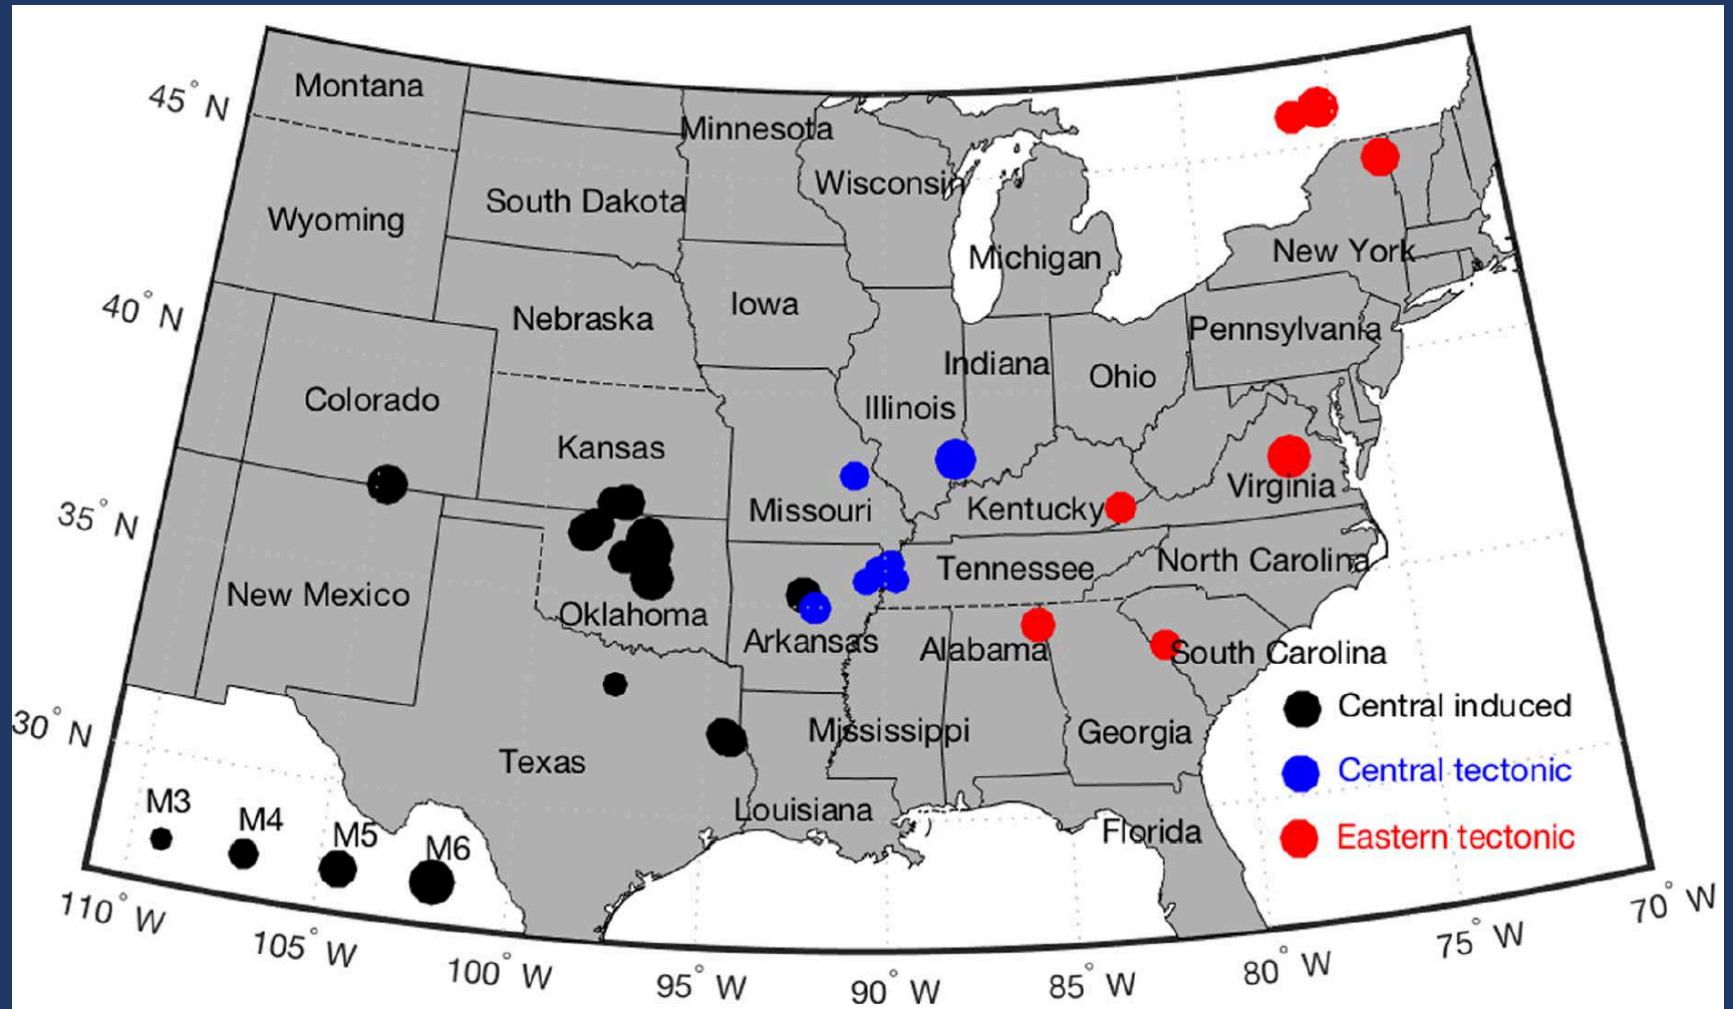 Montana
Minnesota
Wisconsin
South Dakota
Wyoming
Michigan
New York
Iowa
Nebraska
Pennsylvania
Indiana
Ohio
Colorado
Illinois
Kansas
Virginia
Missouri
Kentucky
North Carolina
Tennessee
New Mexico
Oklahoma
Arkansas
Alabama
South Carolina
Mississippi
Georgia
Texas
Louisiana
Florida
Central induced
Central tectonic
Eastern tectonic
M3
M4
M5
M6
45° N
40° N
35° N
30° N
110° W
105° W
100° W
95° W
90° W
85° W
80° W
75° W
70° W